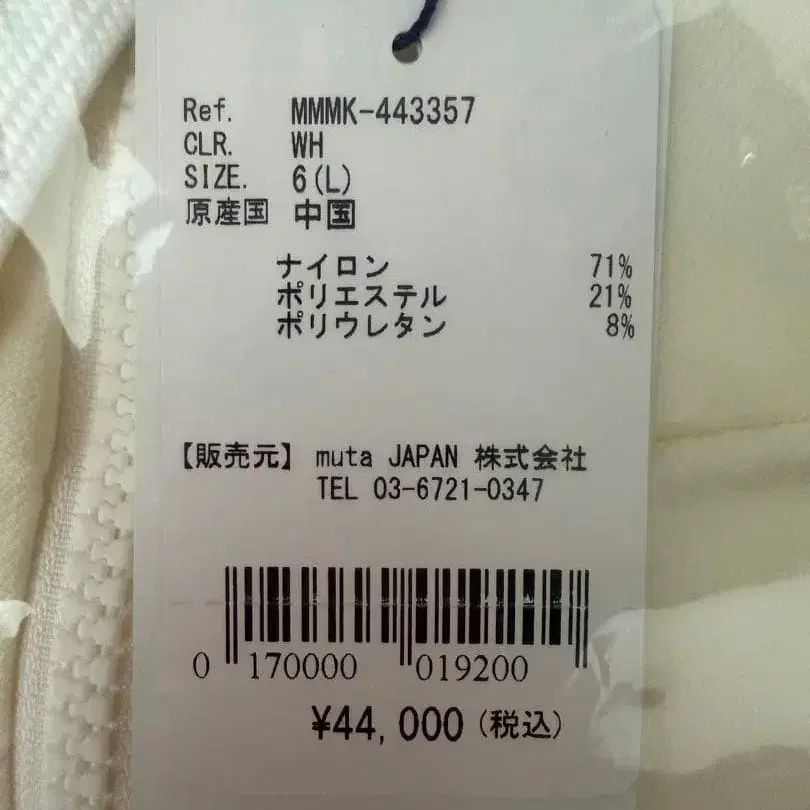 Ref. MMMK-443357
CLR. WH
SIZE. 6(L)
原産国 中国
ナイロン 71%
ポリエステル 21%
ポリウレタン 8%
【販売元】 muta JAPAN 株式会社
TEL 03-6721-0347
0 170000 019200
¥44,000(税込)